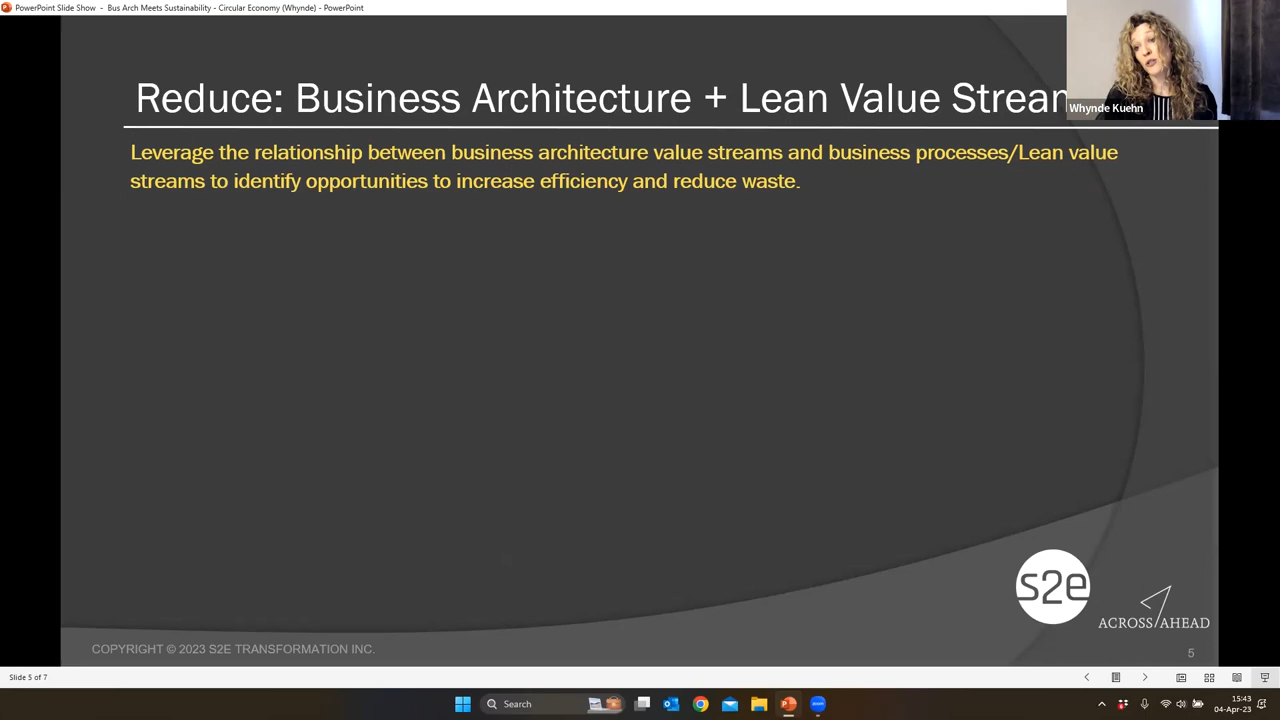 PowerPoint Slide Show - Bus Arch Meets Sustainability - Circular Economy (Whynde) - PowerPoint
Reduce: Business Architecture + Lean Value Stream
Whynde Kuehn
Leverage the relationship between business architecture value streams and business processes/Lean value
streams to identify opportunities to increase efficiency and reduce waste.
s2e
ACROSS/AHEAD
COPYRIGHT © 2023 S2E TRANSFORMATION INC.
5
Slide 5 of 7
Search
zoom
15:43
04-Apr-23